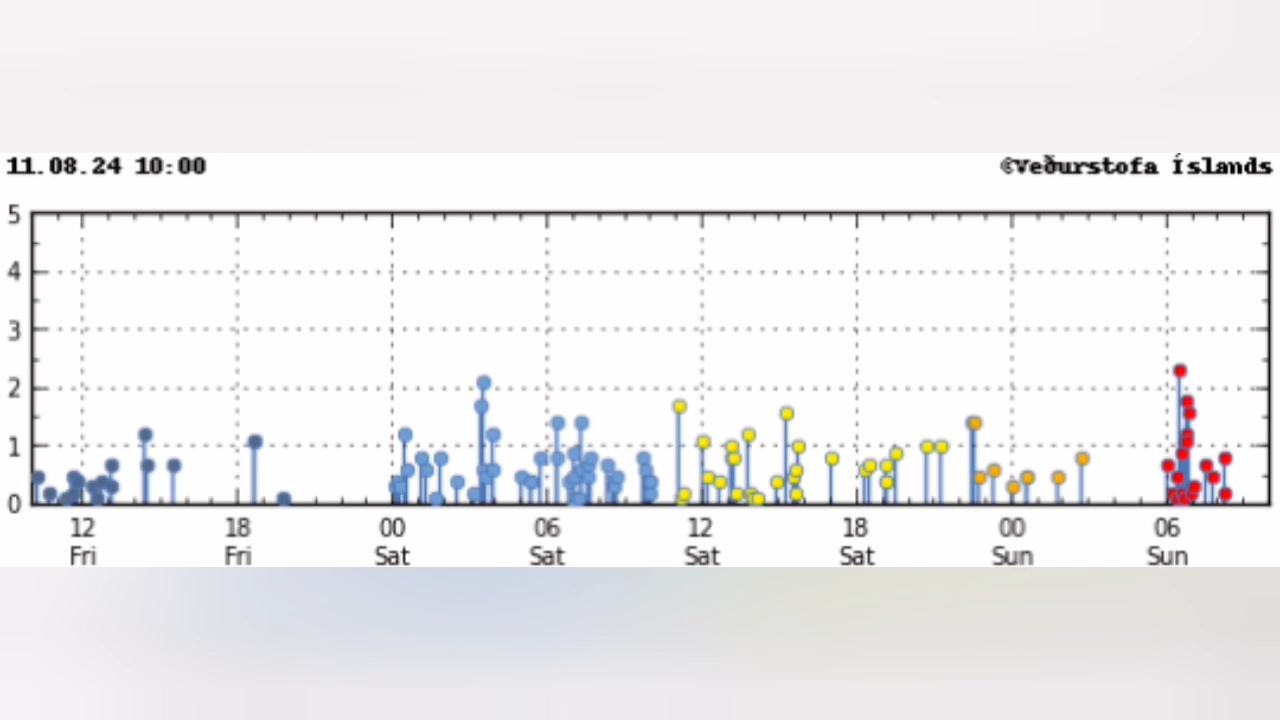 11.08.24 10:00 ©Veðurstofa Íslands
5
4
3
2
1
0
12 18 00 06 12 18 00 06
Fri Fri Sat Sat Sat Sat Sun Sun